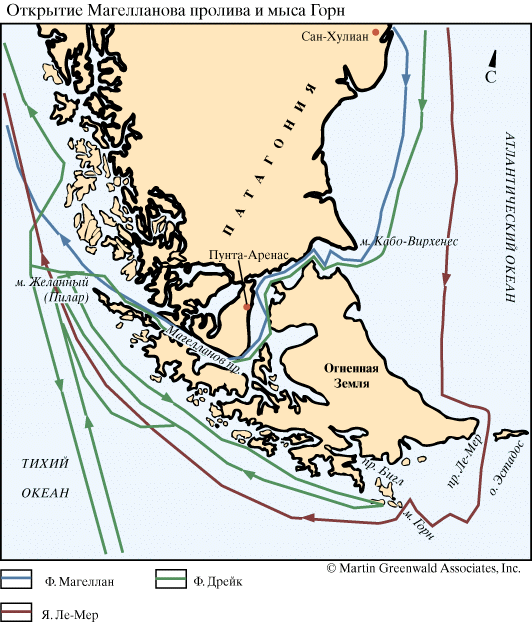 Открытие Магелланова пролива и мыса Горн
Сан-Хулиан
С
ПАТАГОНИЯ
АТЛАНТИЧЕСКИЙ ОКЕАН
м. Кабо-Вирхенес
Пунта-Аренас
м. Желанный
(Пилар)
Магелланов пр.
Огненная
Земля
ТИХИЙ
ОКЕАН
пр. Бигл
пр. Ле-Мер
о. Эстадос
м. Горн
© Martin Greenwald Associates, Inc.
Ф. Магеллан
Ф. Дрейк
Я. Ле-Мер